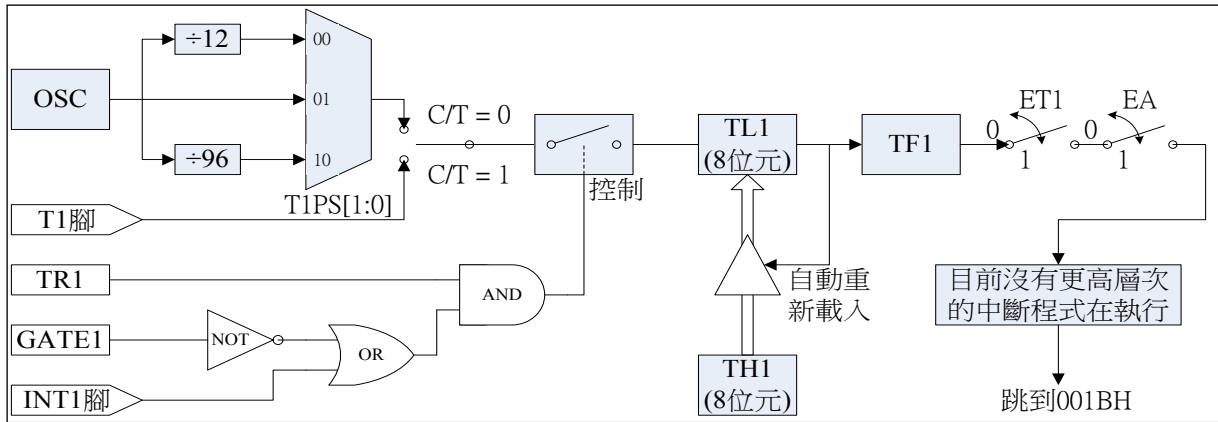 OSC
÷12
÷96
00
01
10
T1PS[1:0]
C/T = 0
C/T = 1
控制
TL1
(8位元)
TF1
ET1
0
1
EA
0
1
T1腳
TR1
GATE1
INT1腳
NOT
OR
AND
自動重
新載入
TH1
(8位元)
目前沒有更高層次
的中斷程式在執行
跳到001BH